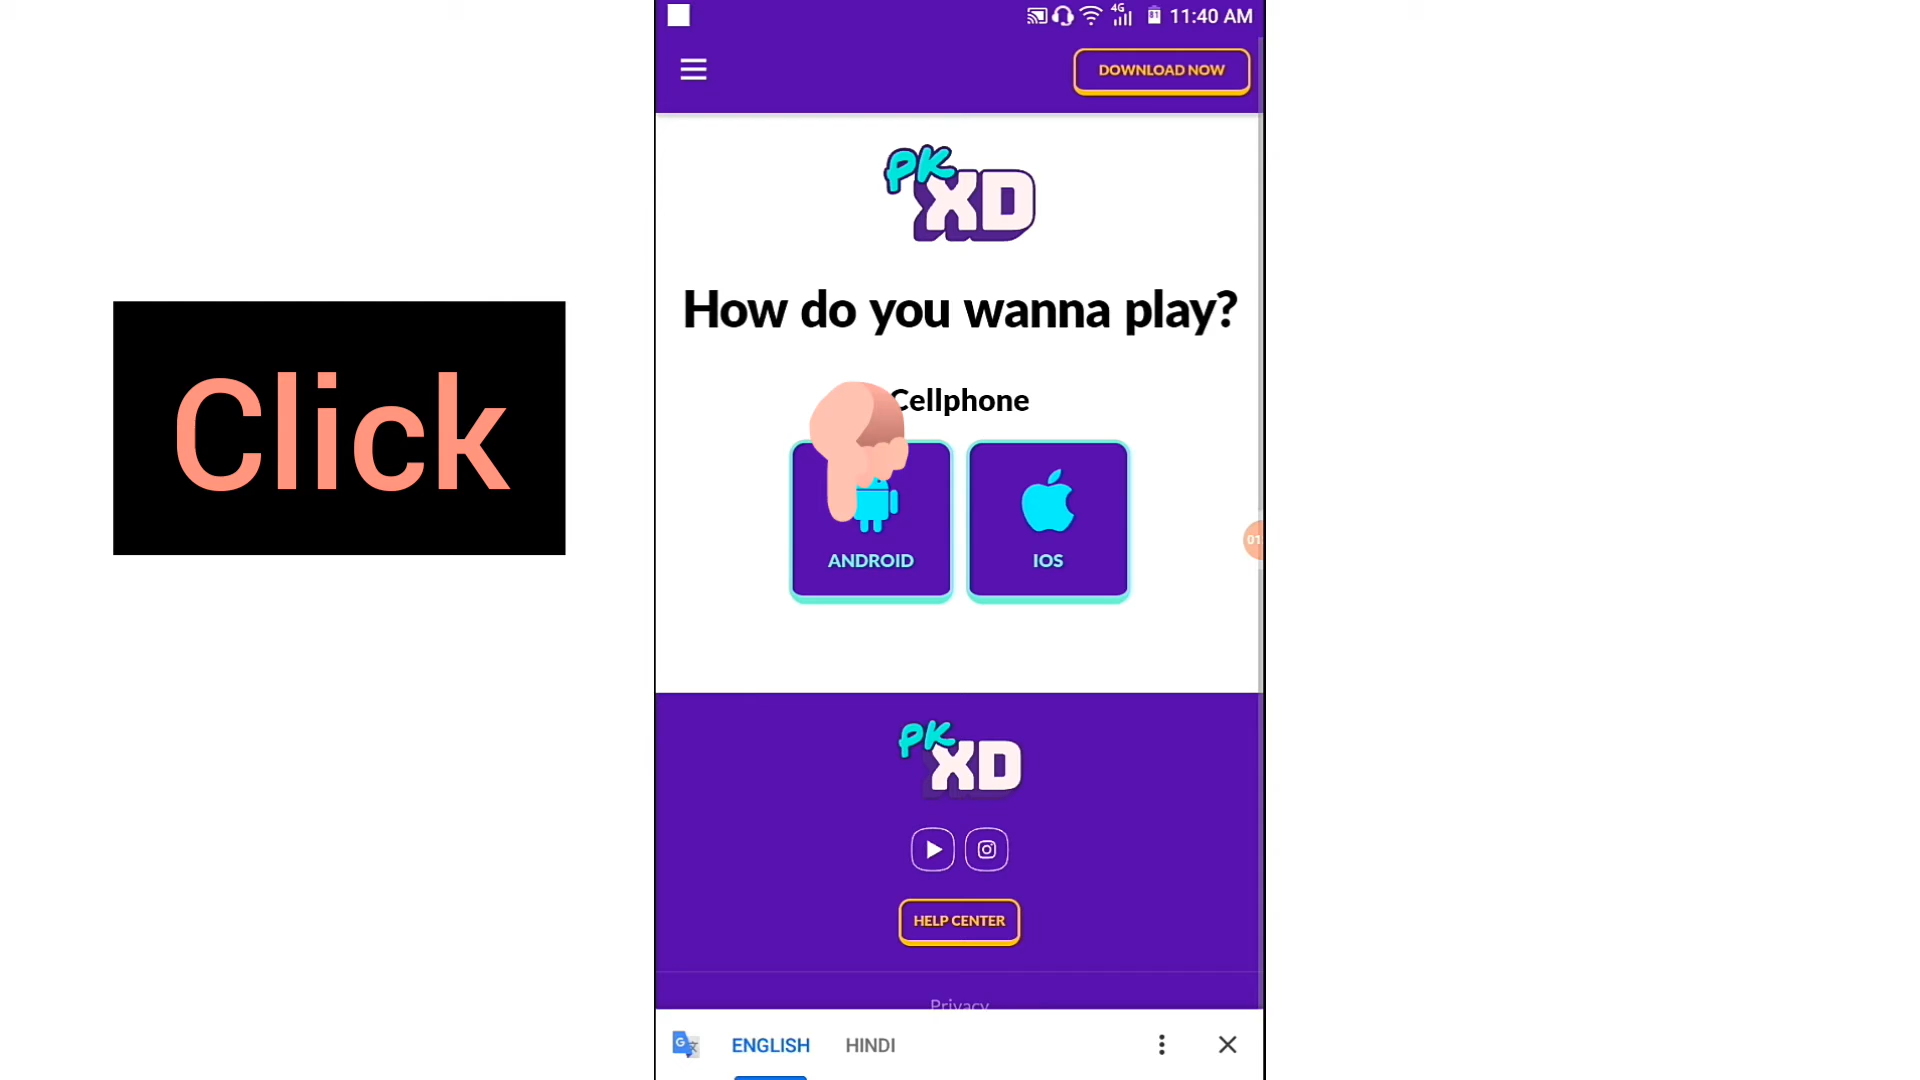 4G 11:40 AM
DOWNLOAD NOW
PK
XD
How do you wanna play?
Click
Cellphone
ANDROID
IOS
PK
XD
HELP CENTER
Privacy
ENGLISH
HINDI